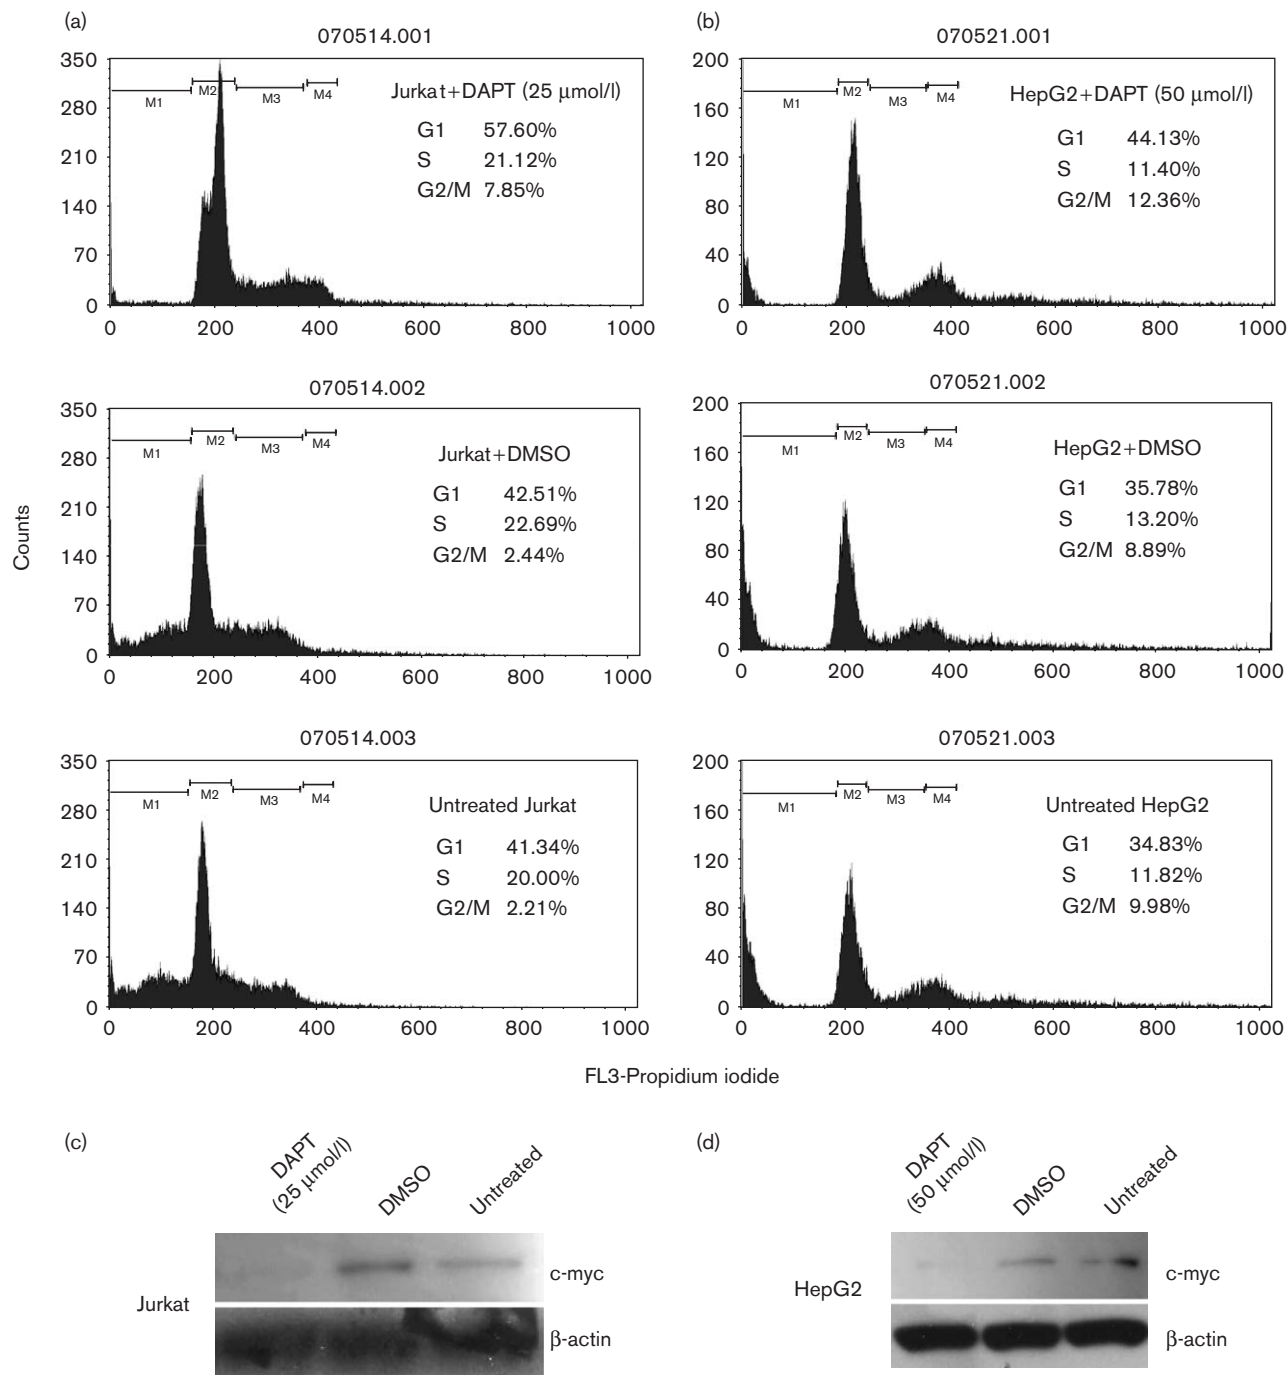 (a)
070514.001
350
280
210
140
70
0
M1
M2
M3
M4
Jurkat+DAPT (25 μmol/l)
G1 57.60%
S 21.12%
G2/M 7.85%
0 200 400 600 800 1000
070514.002
350
280
210
140
70
0
M1
M2
M3
M4
Jurkat+DMSO
G1 42.51%
S 22.69%
G2/M 2.44%
0 200 400 600 800 1000
Counts
070514.003
350
280
210
140
70
0
M1
M2
M3
M4
Untreated Jurkat
G1 41.34%
S 20.00%
G2/M 2.21%
0 200 400 600 800 1000
(b)
070521.001
200
160
120
80
40
0
M1
M2
M3
M4
HepG2+DAPT (50 μmol/l)
G1 44.13%
S 11.40%
G2/M 12.36%
0 200 400 600 800 1000
070521.002
200
160
120
80
40
0
M1
M2
M3
M4
HepG2+DMSO
G1 35.78%
S 13.20%
G2/M 8.89%
0 200 400 600 800 1000
070521.003
200
160
120
80
40
0
M1
M2
M3
M4
Untreated HepG2
G1 34.83%
S 11.82%
G2/M 9.98%
0 200 400 600 800 1000
FL3-Propidium iodide
(c)
DAPT
(25 μmol/l)
DMSO
Untreated
Jurkat
c-myc
β-actin
(d)
DAPT
(50 μmol/l)
DMSO
Untreated
HepG2
c-myc
β-actin